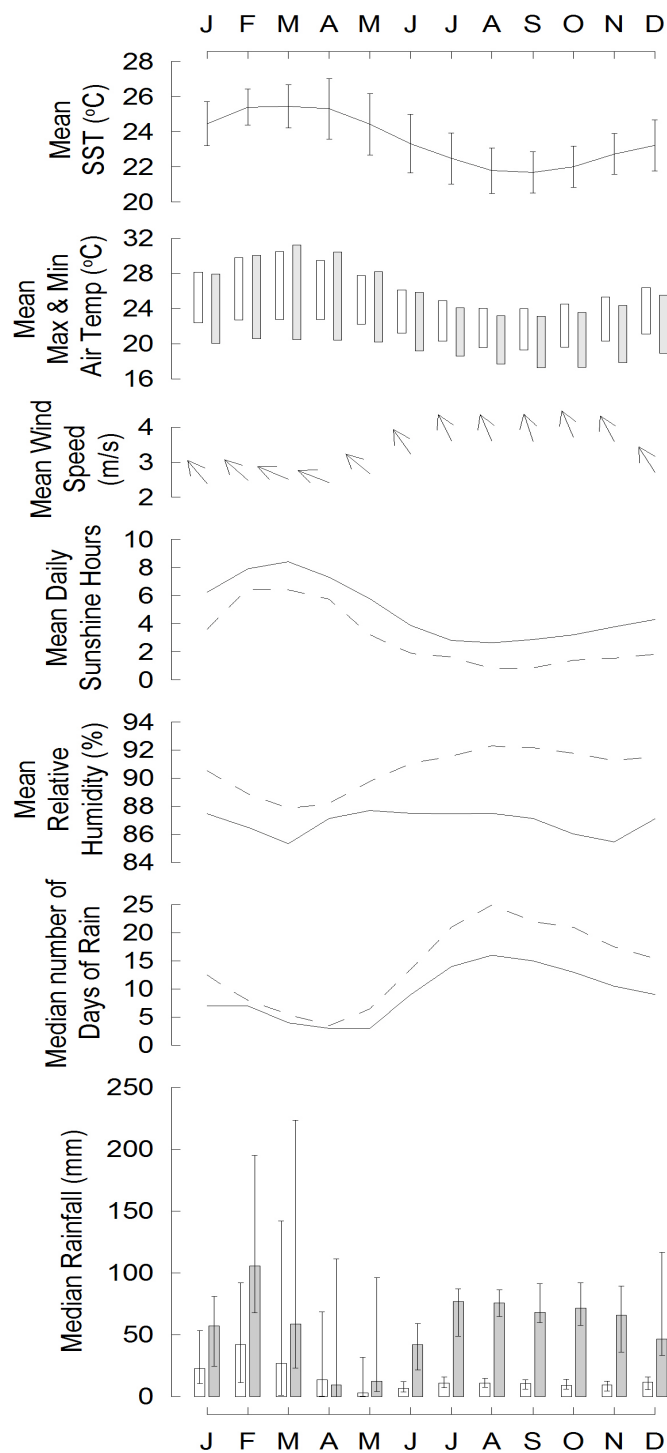 J F M A M J J A S O N D
28
26
24
22
20
Mean
SST (ºC)
32
28
24
20
16
Mean
Max & Min
Air Temp (ºC)
4
3
2
Mean Wind
Speed
(m/s)
10
8
6
4
2
0
Mean Daily
Sunshine Hours
94
92
90
88
86
84
Mean
Relative
Humidity (%)
25
20
15
10
5
0
Median number of
Days of Rain
250
200
150
100
50
0
Median Rainfall (mm)
J F M A M J J A S O N D